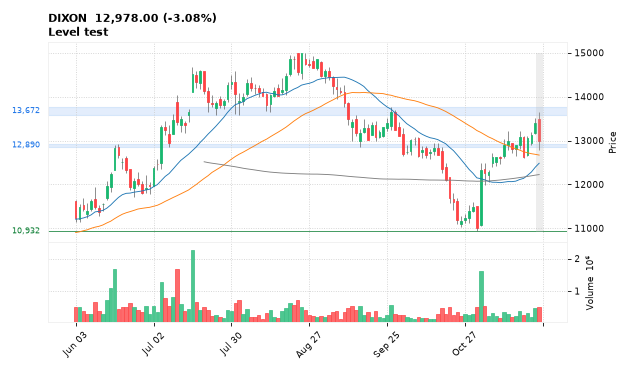 DIXON 12,978.00 (-3.08%)
Level test
15000
14000
13,672
13000
12,890
12000
11000
10,932
Price
2
1
Volume 10⁶
Jun 03
Jul 02
Jul 30
Aug 27
Sep 25
Oct 27